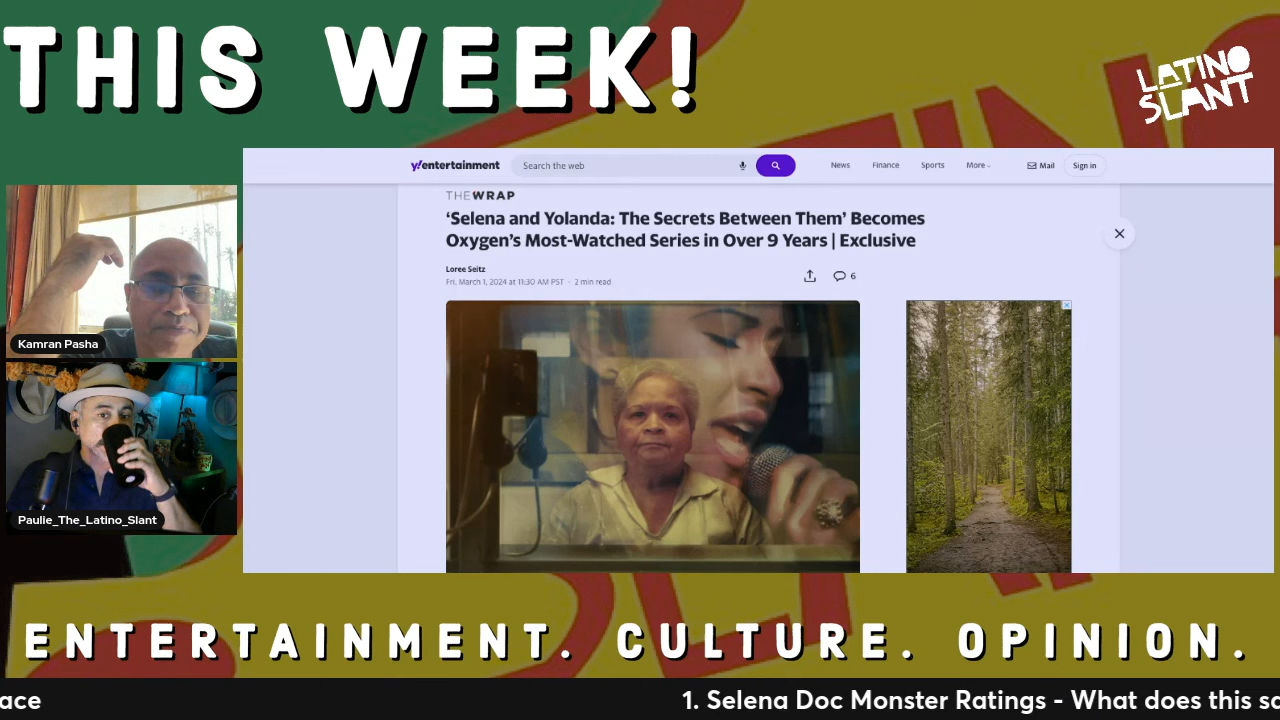 THIS WEEK!
LATINO
SLANT
y!entertainment
Search the web
News
Finance
Sports
More
Mail
Sign in
THEWRAP
‘Selena and Yolanda: The Secrets Between Them’ Becomes
Oxygen’s Most-Watched Series in Over 9 Years | Exclusive
Loree Seitz
Fri, March 1, 2024 at 11:30 AM PST · 2 min read
6
Kamran Pasha
Paulie_The_Latino_Slant
ENTERTAINMENT. CULTURE. OPINION.
ace
1. Selena Doc Monster Ratings - What does this sa